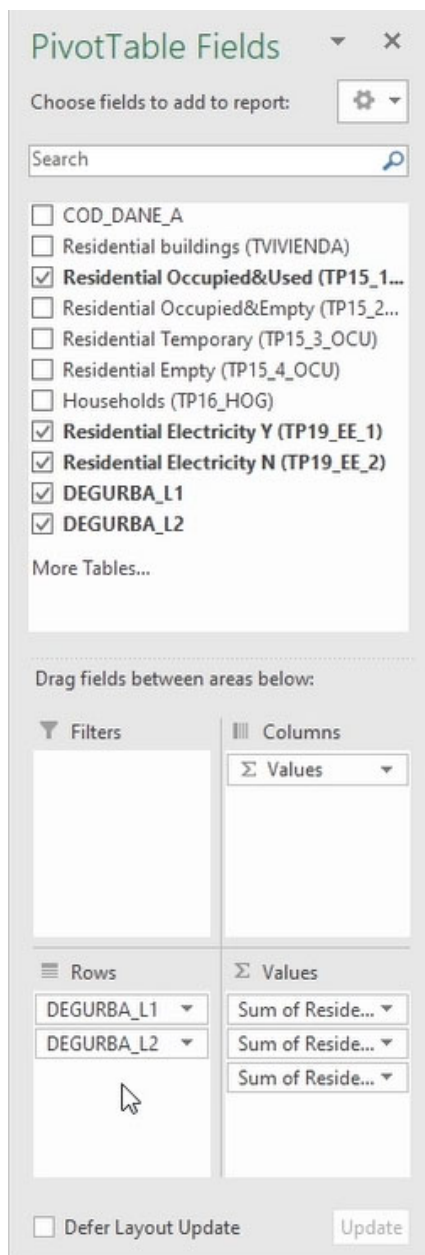 PivotTable Fields
Choose fields to add to report:
Search
COD_DANE_A
Residential buildings (TVIVIENDA)
Residential Occupied&Used (TP15_1...
Residential Occupied&Empty (TP15_2...
Residential Temporary (TP15_3_OCU)
Residential Empty (TP15_4_OCU)
Households (TP16_HOG)
Residential Electricity Y (TP19_EE_1)
Residential Electricity N (TP19_EE_2)
DEGURBA_L1
DEGURBA_L2
More Tables...
Drag fields between areas below:
Filters
Columns
Σ Values
Rows
Σ Values
DEGURBA_L1
Sum of Reside...
DEGURBA_L2
Sum of Reside...
Sum of Reside...
Defer Layout Update
Update